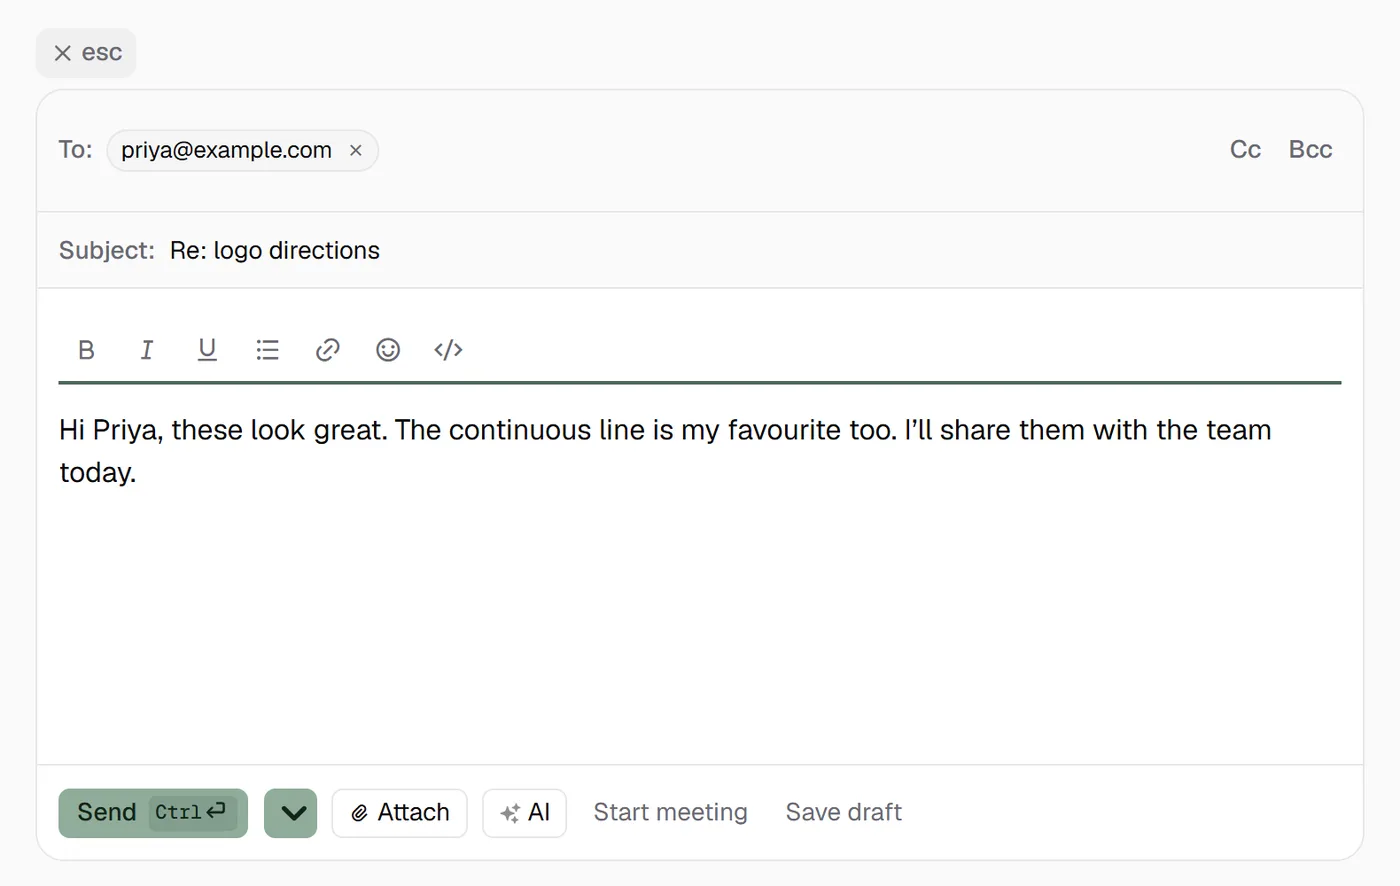 esc
To: priya@example.com Cc Bcc
Subject: Re: logo directions
B I U </>
Hi Priya, these look great. The continuous line is my favourite too. I’ll share them with the team
today.
Send Ctrl Attach AI Start meeting Save draft